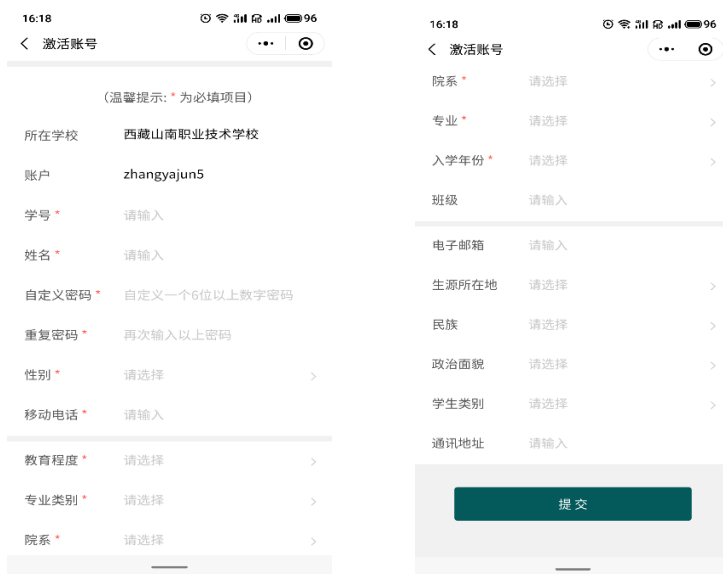 16:18
96
激活账号
（温馨提示: * 为必填项目）
所在学校 西藏山南职业技术学校
账户 zhangyajun5
学号 * 请输入
姓名 * 请输入
自定义密码 * 自定义一个6位以上数字密码
重复密码 * 再次输入以上密码
性别 * 请选择
移动电话 * 请输入
教育程度 * 请选择
专业类别 * 请选择
院系 * 请选择
16:18
96
激活账号
院系 * 请选择
专业 * 请选择
入学年份 * 请选择
班级 请输入
电子邮箱 请输入
生源所在地 请选择
民族 请选择
政治面貌 请选择
学生类别 请选择
通讯地址 请输入
提 交